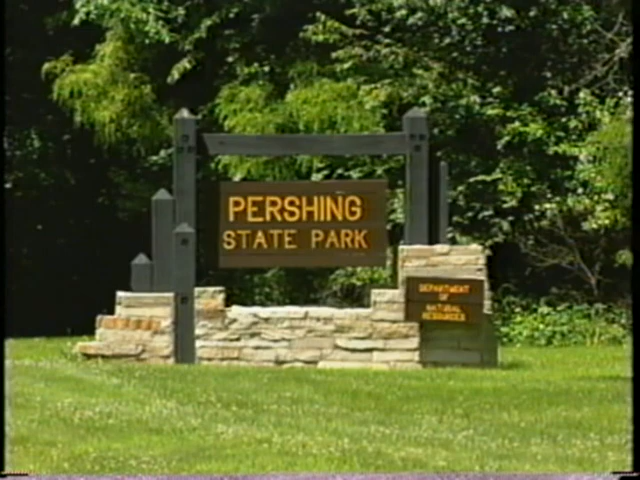 PERSHING
STATE PARK
DEPARTMENT
OF
NATURAL
RESOURCES